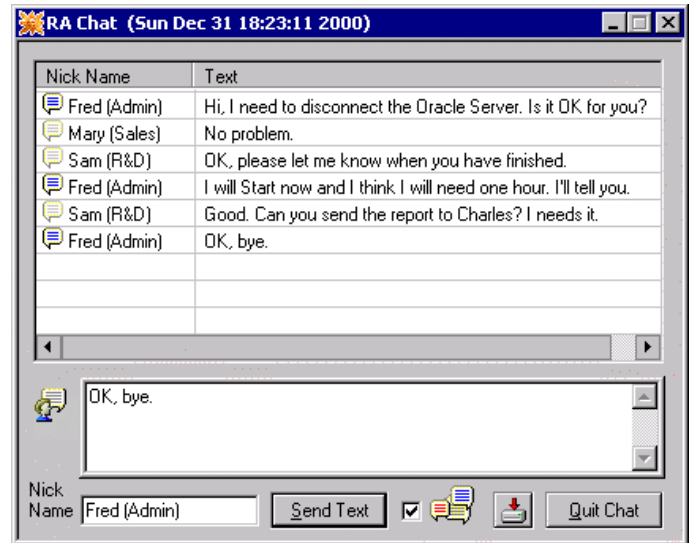 RA Chat (Sun Dec 31 18:23:11 2000)
Nick Name Text
Fred (Admin) Hi, I need to disconnect the Oracle Server. Is it OK for you?
Mary (Sales) No problem.
Sam (R&D) OK, please let me know when you have finished.
Fred (Admin) I will Start now and I think I will need one hour. I'll tell you.
Sam (R&D) Good. Can you send the report to Charles? I needs it.
Fred (Admin) OK, bye.
OK, bye.
Nick
Name Fred (Admin) Send Text Quit Chat